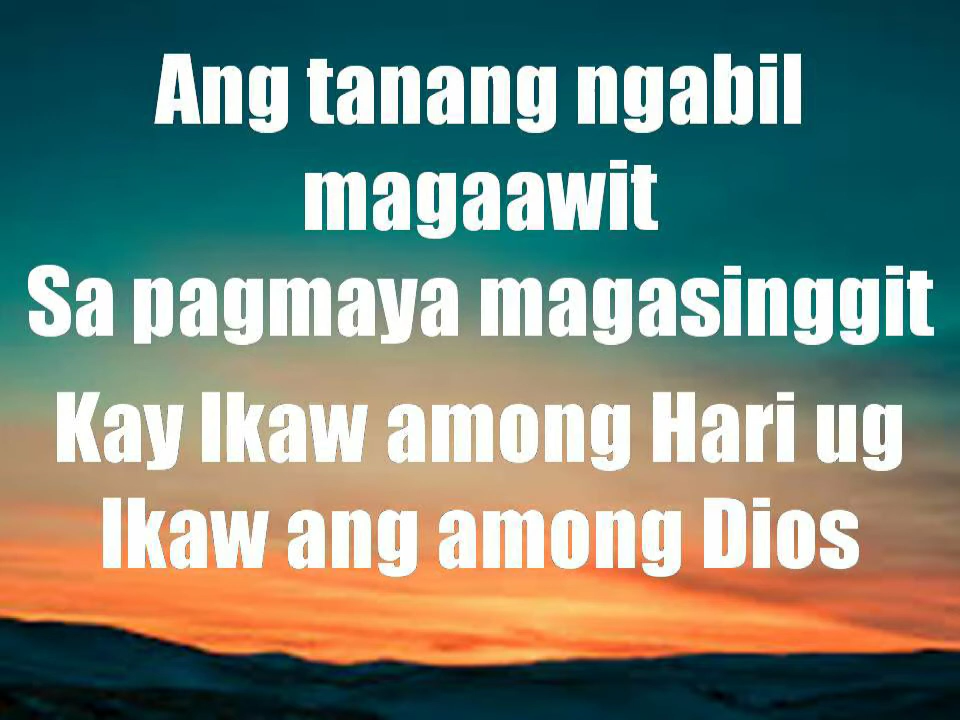 Ang tanang ngabil
magaawit
Sa pagmaya magasinggit
Kay Ikaw among Hari ug
Ikaw ang among Dios